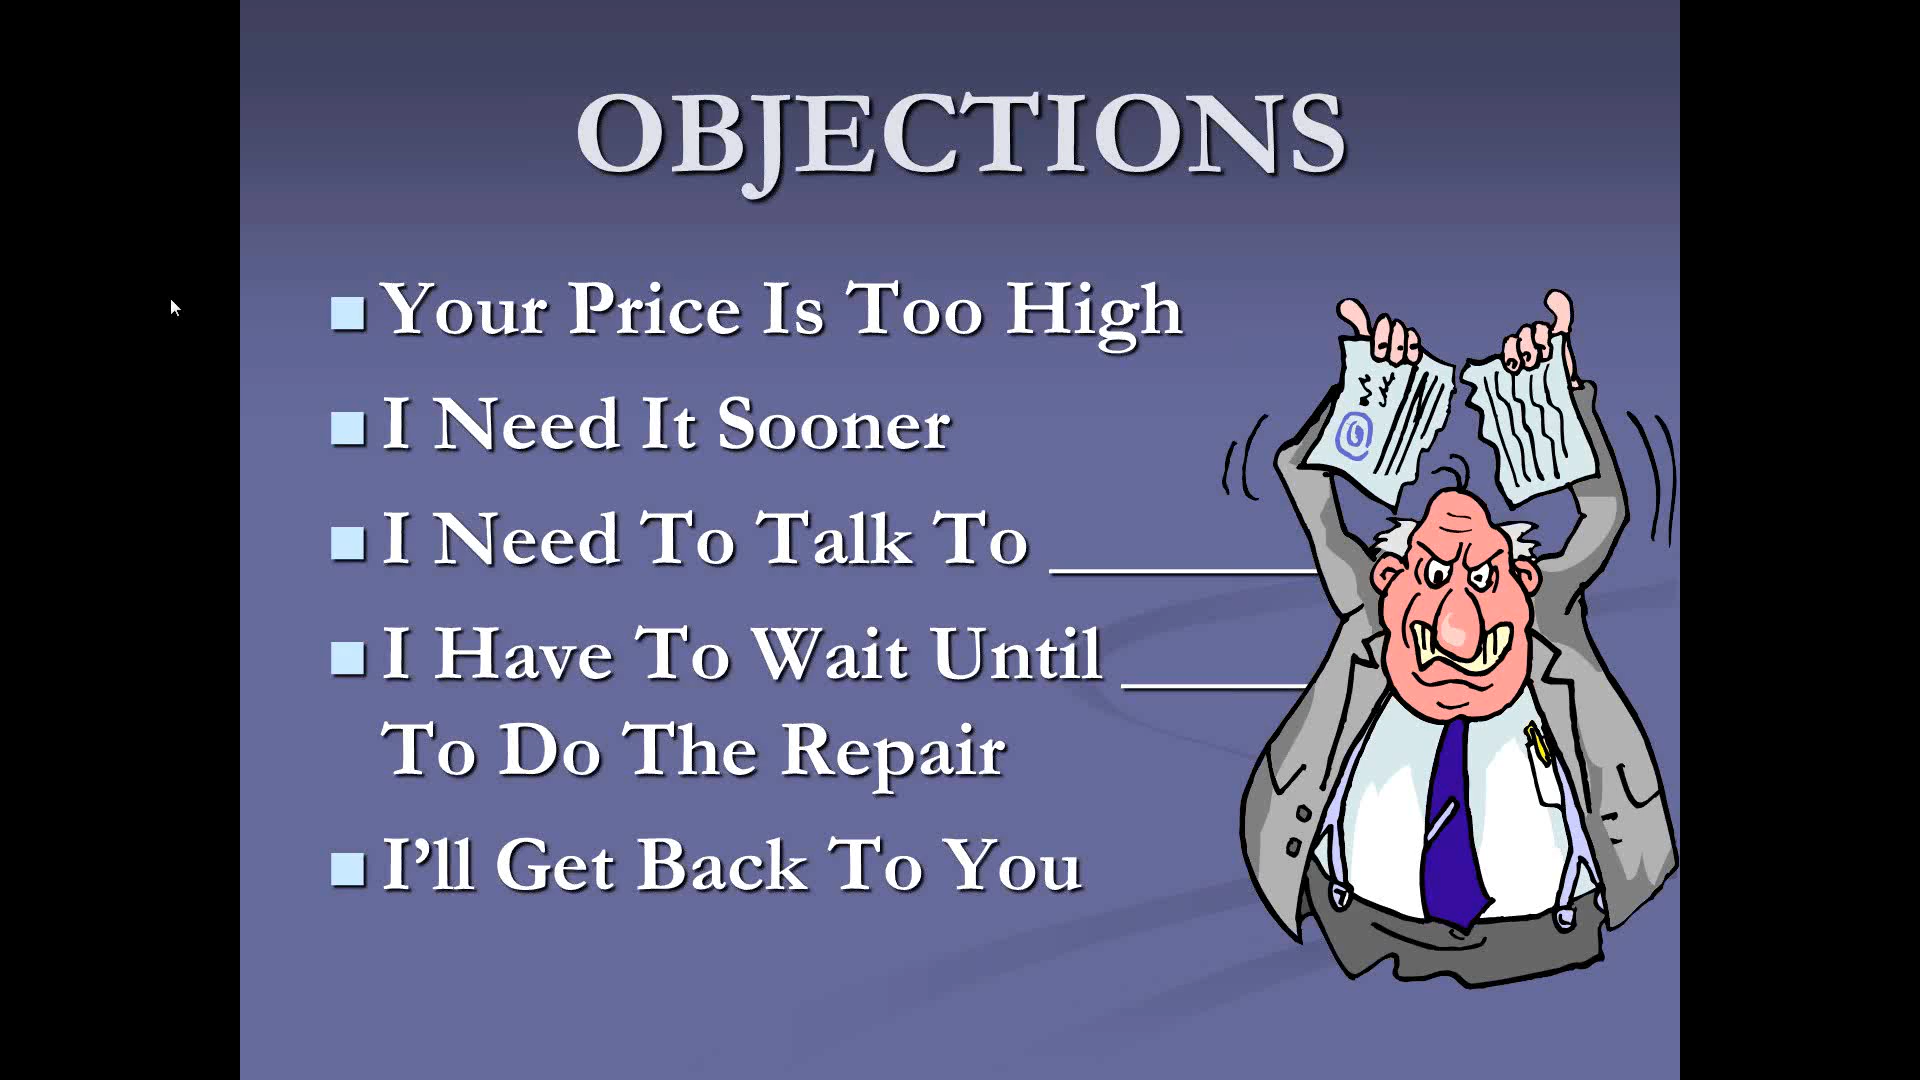 OBJECTIONS
Your Price Is Too High
I Need It Sooner
I Need To Talk To ________
I Have To Wait Until ______
To Do The Repair
I’ll Get Back To You